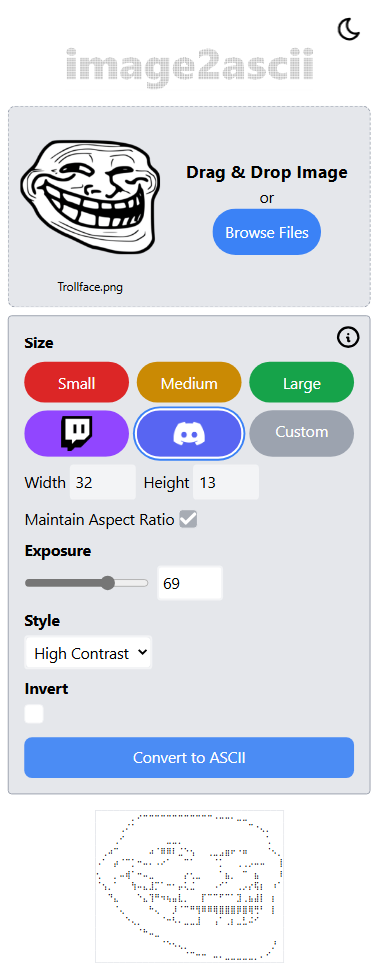 image2ascii
Drag & Drop Image
or
Browse Files
Trollface.png
Size
Small
Medium
Large
Custom
Width 32 Height 13
Maintain Aspect Ratio
Exposure
69
Style
High Contrast
Invert
Convert to ASCII